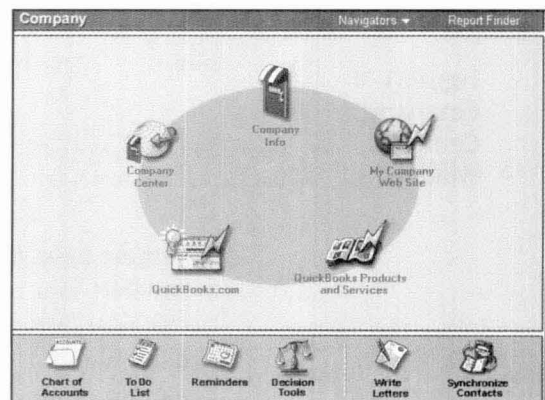 Company
Navigators
Report Finder
Company
Info
Company
Center
My Company
Web Site
QuickBooks.com
QuickBooks Products
and Services
Chart of
Accounts
To Do
List
Reminders
Decision
Tools
Write
Letters
Synchronize
Contacts